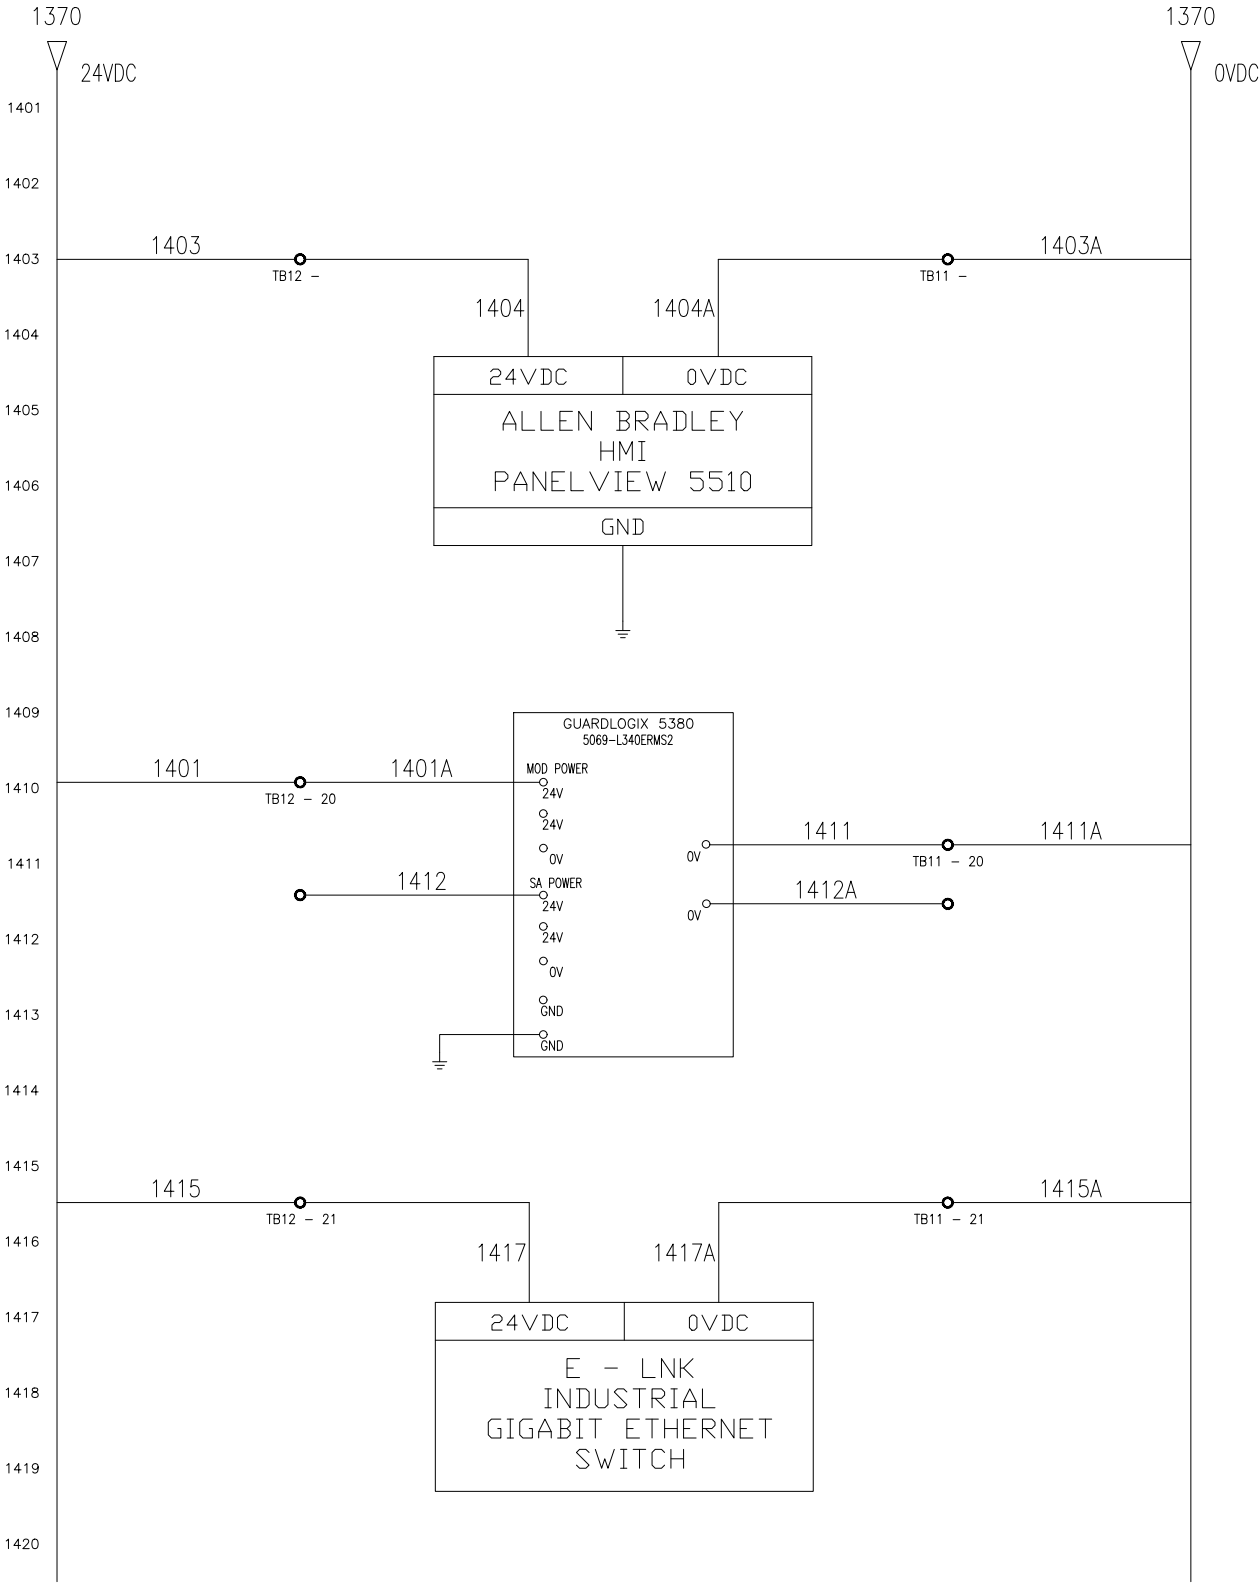 1370 1370
24VDC 0VDC
1401
1402
1403 1403 1403A
TB12 - TB11 -
1404 1404A
1404
24VDC 0VDC
1405
ALLEN BRADLEY
HMI
1406 PANELVIEW 5510
GND
1407
1408
1409
GUARDLOGIX 5380
5069-L340ERMS2
1401 1401A MOD POWER
1410 24V
TB12 - 20
24V
1411 1411A
0V 0V
1411 TB11 - 20
1412 SA POWER
1412A
24V
0V
1412 24V
0V
1413 GND
GND
1414
1415
1415 1415A
TB12 - 21 TB11 - 21
1416
1417 1417A
1417 24VDC 0VDC
E - LNK
1418 INDUSTRIAL
GIGABIT ETHERNET
SWITCH
1419
1420